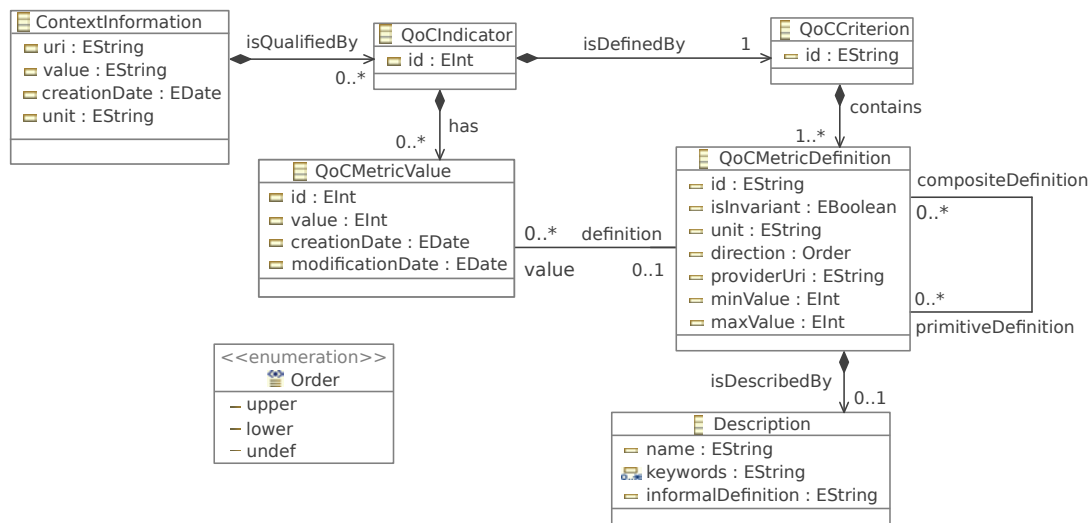 ContextInformation
uri : EString
value : EString
creationDate : EDate
unit : EString
isQualifiedBy
0..*
QoCIndicator
id : EInt
isDefinedBy
1
QoCCriterion
id : EString
has
0..*
contains
1..*
QoCMetricValue
id : EInt
value : EInt
creationDate : EDate
modificationDate : EDate
0..*
value
definition
0..1
QoCMetricDefinition
id : EString
isInvariant : EBoolean
unit : EString
direction : Order
providerUri : EString
minValue : EInt
maxValue : EInt
compositeDefinition
0..*
0..*
primitiveDefinition
<<enumeration>>
Order
upper
lower
undef
isDescribedBy
0..1
Description
name : EString
keywords : EString
informalDefinition : EString